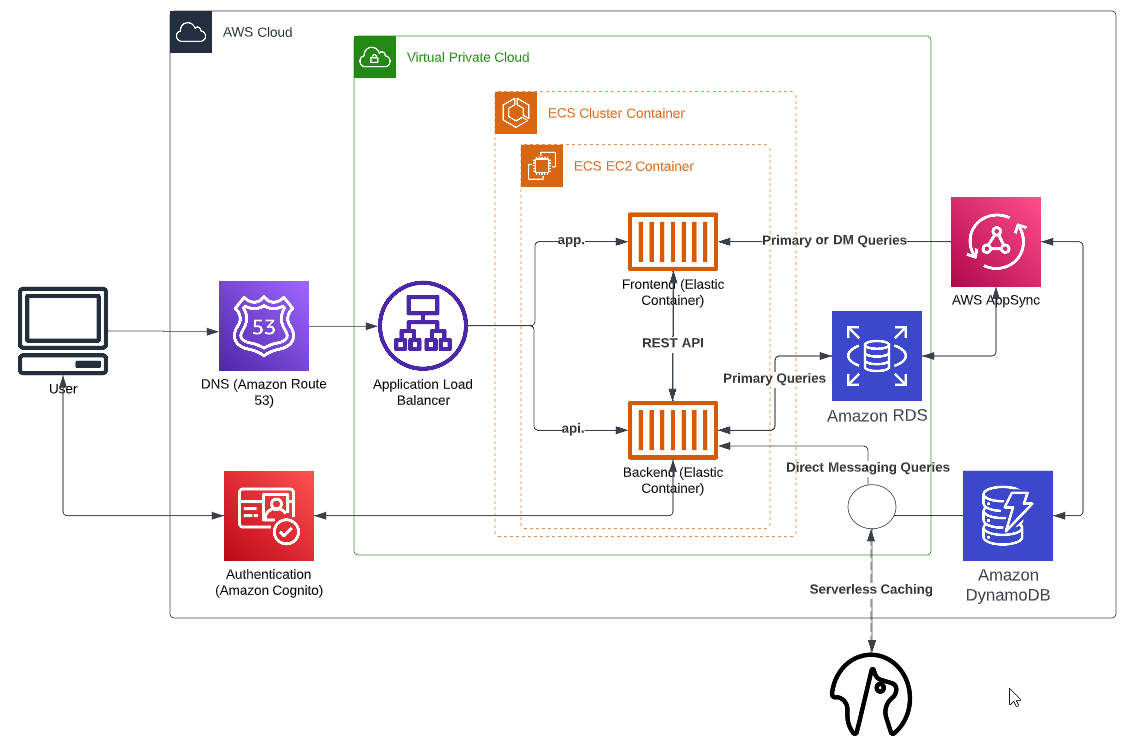 AWS Cloud
Virtual Private Cloud
ECS Cluster Container
ECS EC2 Container
app.
Primary or DM Queries
Frontend (Elastic
Container)
AWS AppSync
53
User
DNS (Amazon Route
53)
Application Load
Balancer
REST API
Primary Queries
Amazon RDS
api.
Backend (Elastic
Container)
Direct Messaging Queries
Authentication
(Amazon Cognito)
Amazon
DynamoDB
Serverless Caching